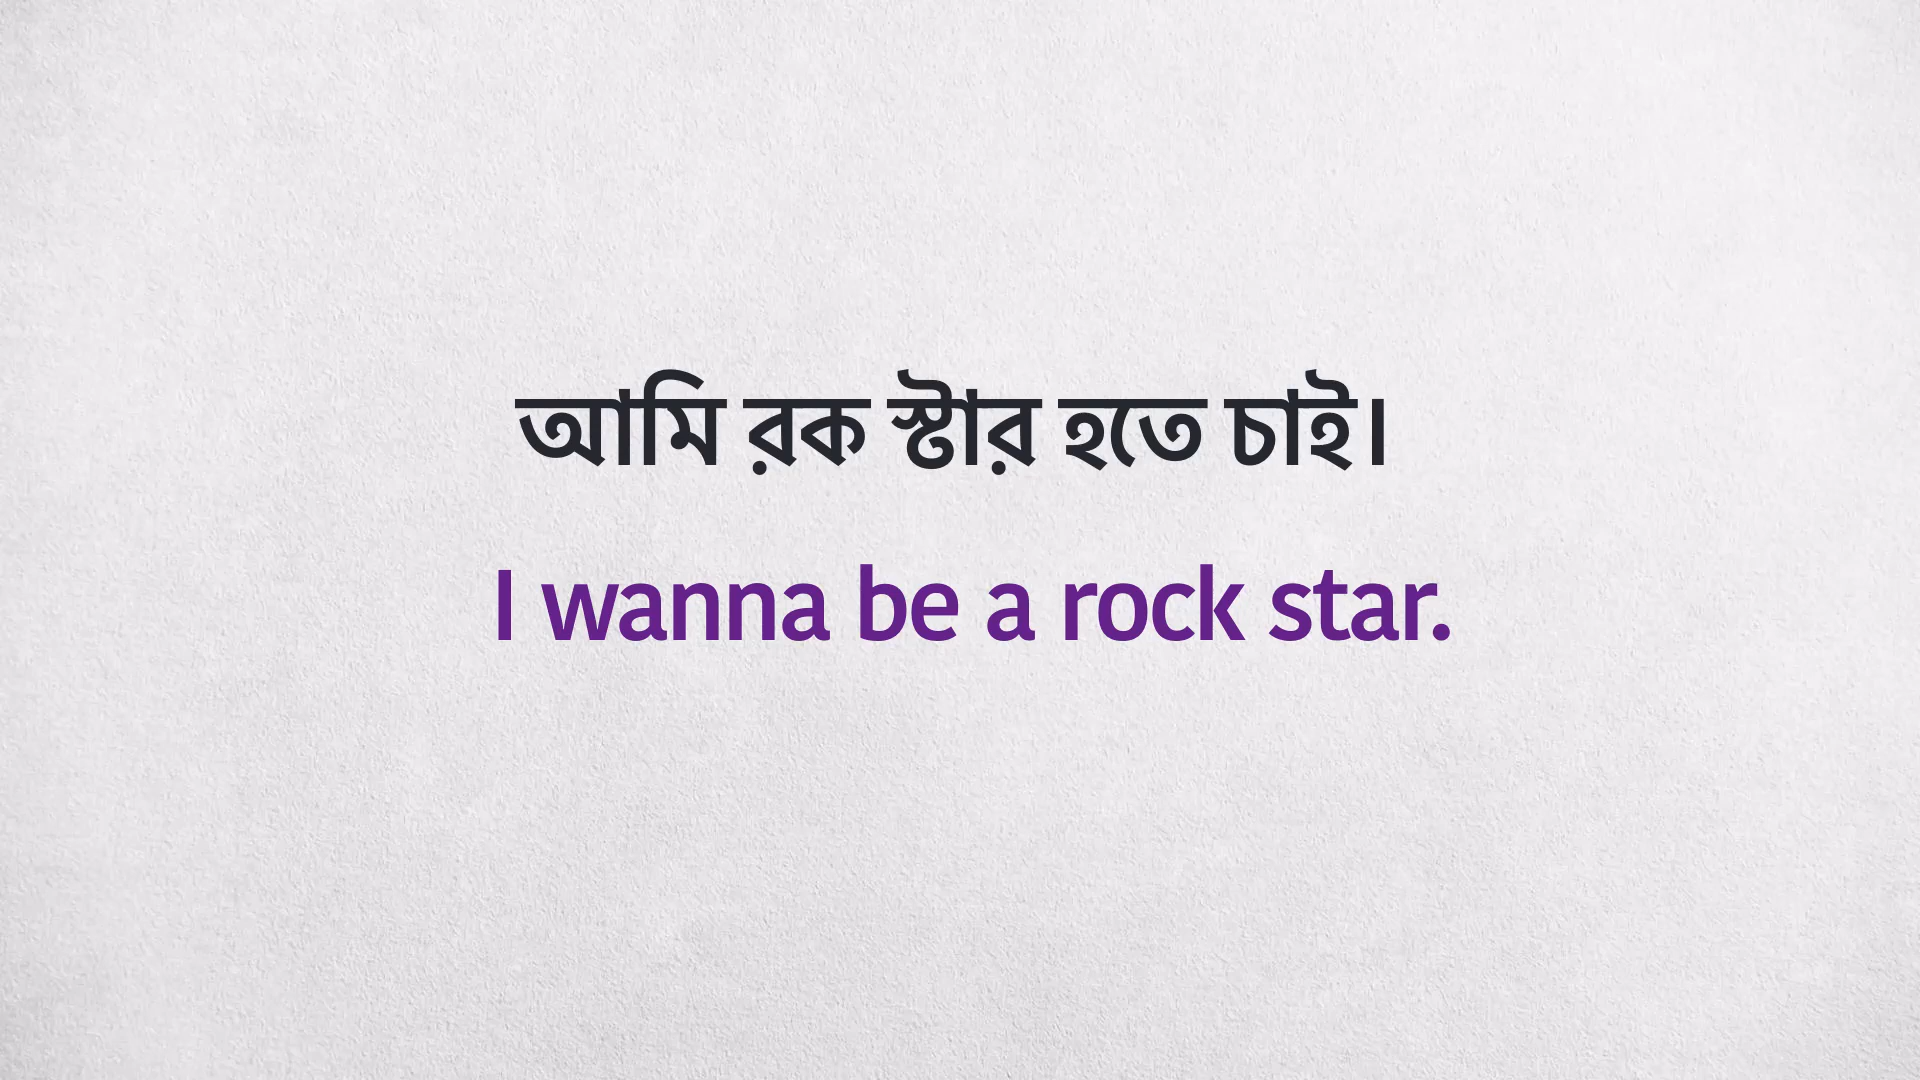 আমি রক স্টার হতে চাই।
I wanna be a rock star.